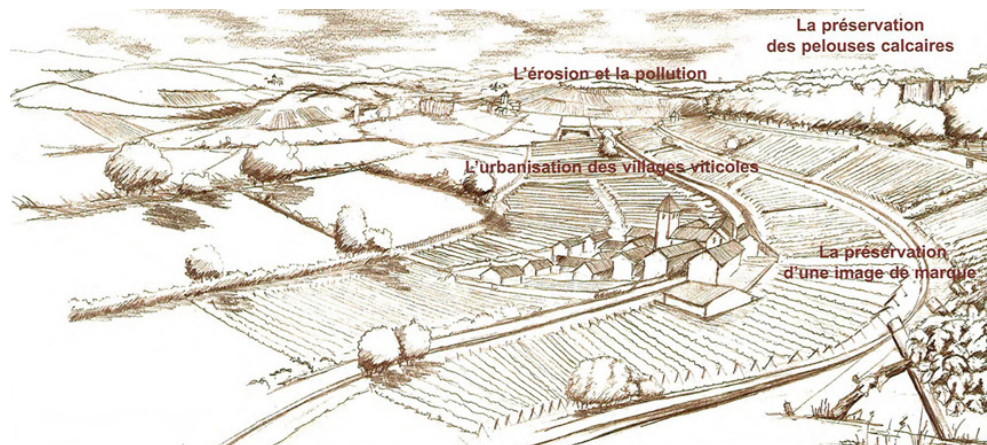 La préservation
des pelouses calcaires
L'érosion et la pollution
L'urbanisation des villages viticoles
La préservation
d'une image de marque